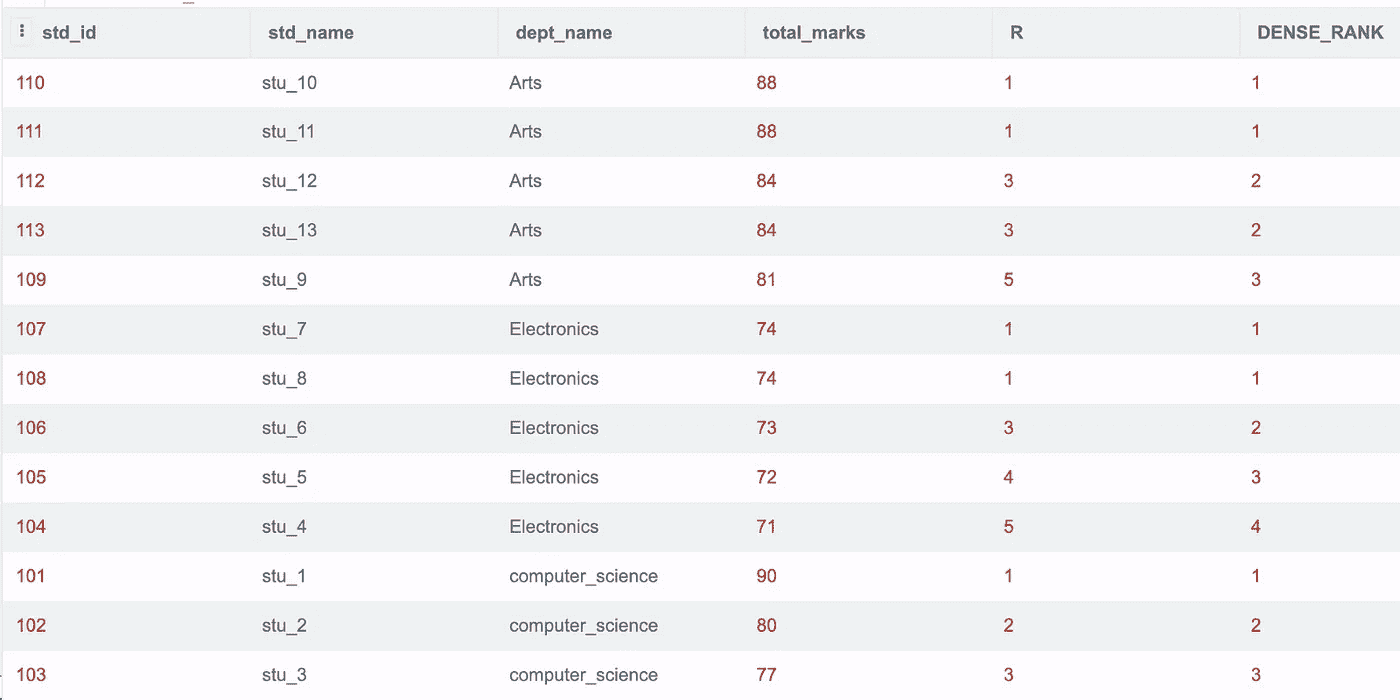 std_id std_name dept_name total_marks R DENSE_RANK
110 stu_10 Arts 88 1 1
111 stu_11 Arts 88 1 1
112 stu_12 Arts 84 3 2
113 stu_13 Arts 84 3 2
109 stu_9 Arts 81 5 3
107 stu_7 Electronics 74 1 1
108 stu_8 Electronics 74 1 1
106 stu_6 Electronics 73 3 2
105 stu_5 Electronics 72 4 3
104 stu_4 Electronics 71 5 4
101 stu_1 computer_science 90 1 1
102 stu_2 computer_science 80 2 2
103 stu_3 computer_science 77 3 3